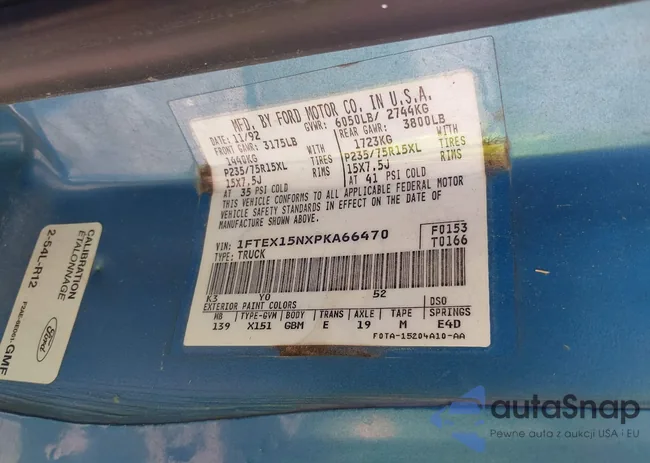 MFD. BY FORD MOTOR CO. IN U.S.A.
DATE: 11/92 GVWR: 6050LB/ 2744KG
FRONT GAWR: 3175LB REAR GAWR: 3800LB
1440KG WITH 1723KG WITH
P235/75R15XL TIRES P235/75R15XL TIRES
15X7.5J RIMS 15X7.5J RIMS
AT 35 PSI COLD AT 41 PSI COLD
THIS VEHICLE CONFORMS TO ALL APPLICABLE FEDERAL MOTOR
VEHICLE SAFETY STANDARDS IN EFFECT ON THE DATE OF
MANUFACTURE SHOWN ABOVE.
VIN: 1FTEX15NXPKA66470 F0153
TYPE: TRUCK T0166
K3 YO 52
EXTERIOR PAINT COLORS DSO
WB TYPE-GVW BODY TRANS AXLE TAPE SPRINGS
139 X151 GBM E 19 M E4D
F0TA-15204A10-AA
CALIBRATION
ÉTALONNAGE
2-54L-R12
Ford
GMF
autoSnap
Pewne auta z aukcji USA i EU